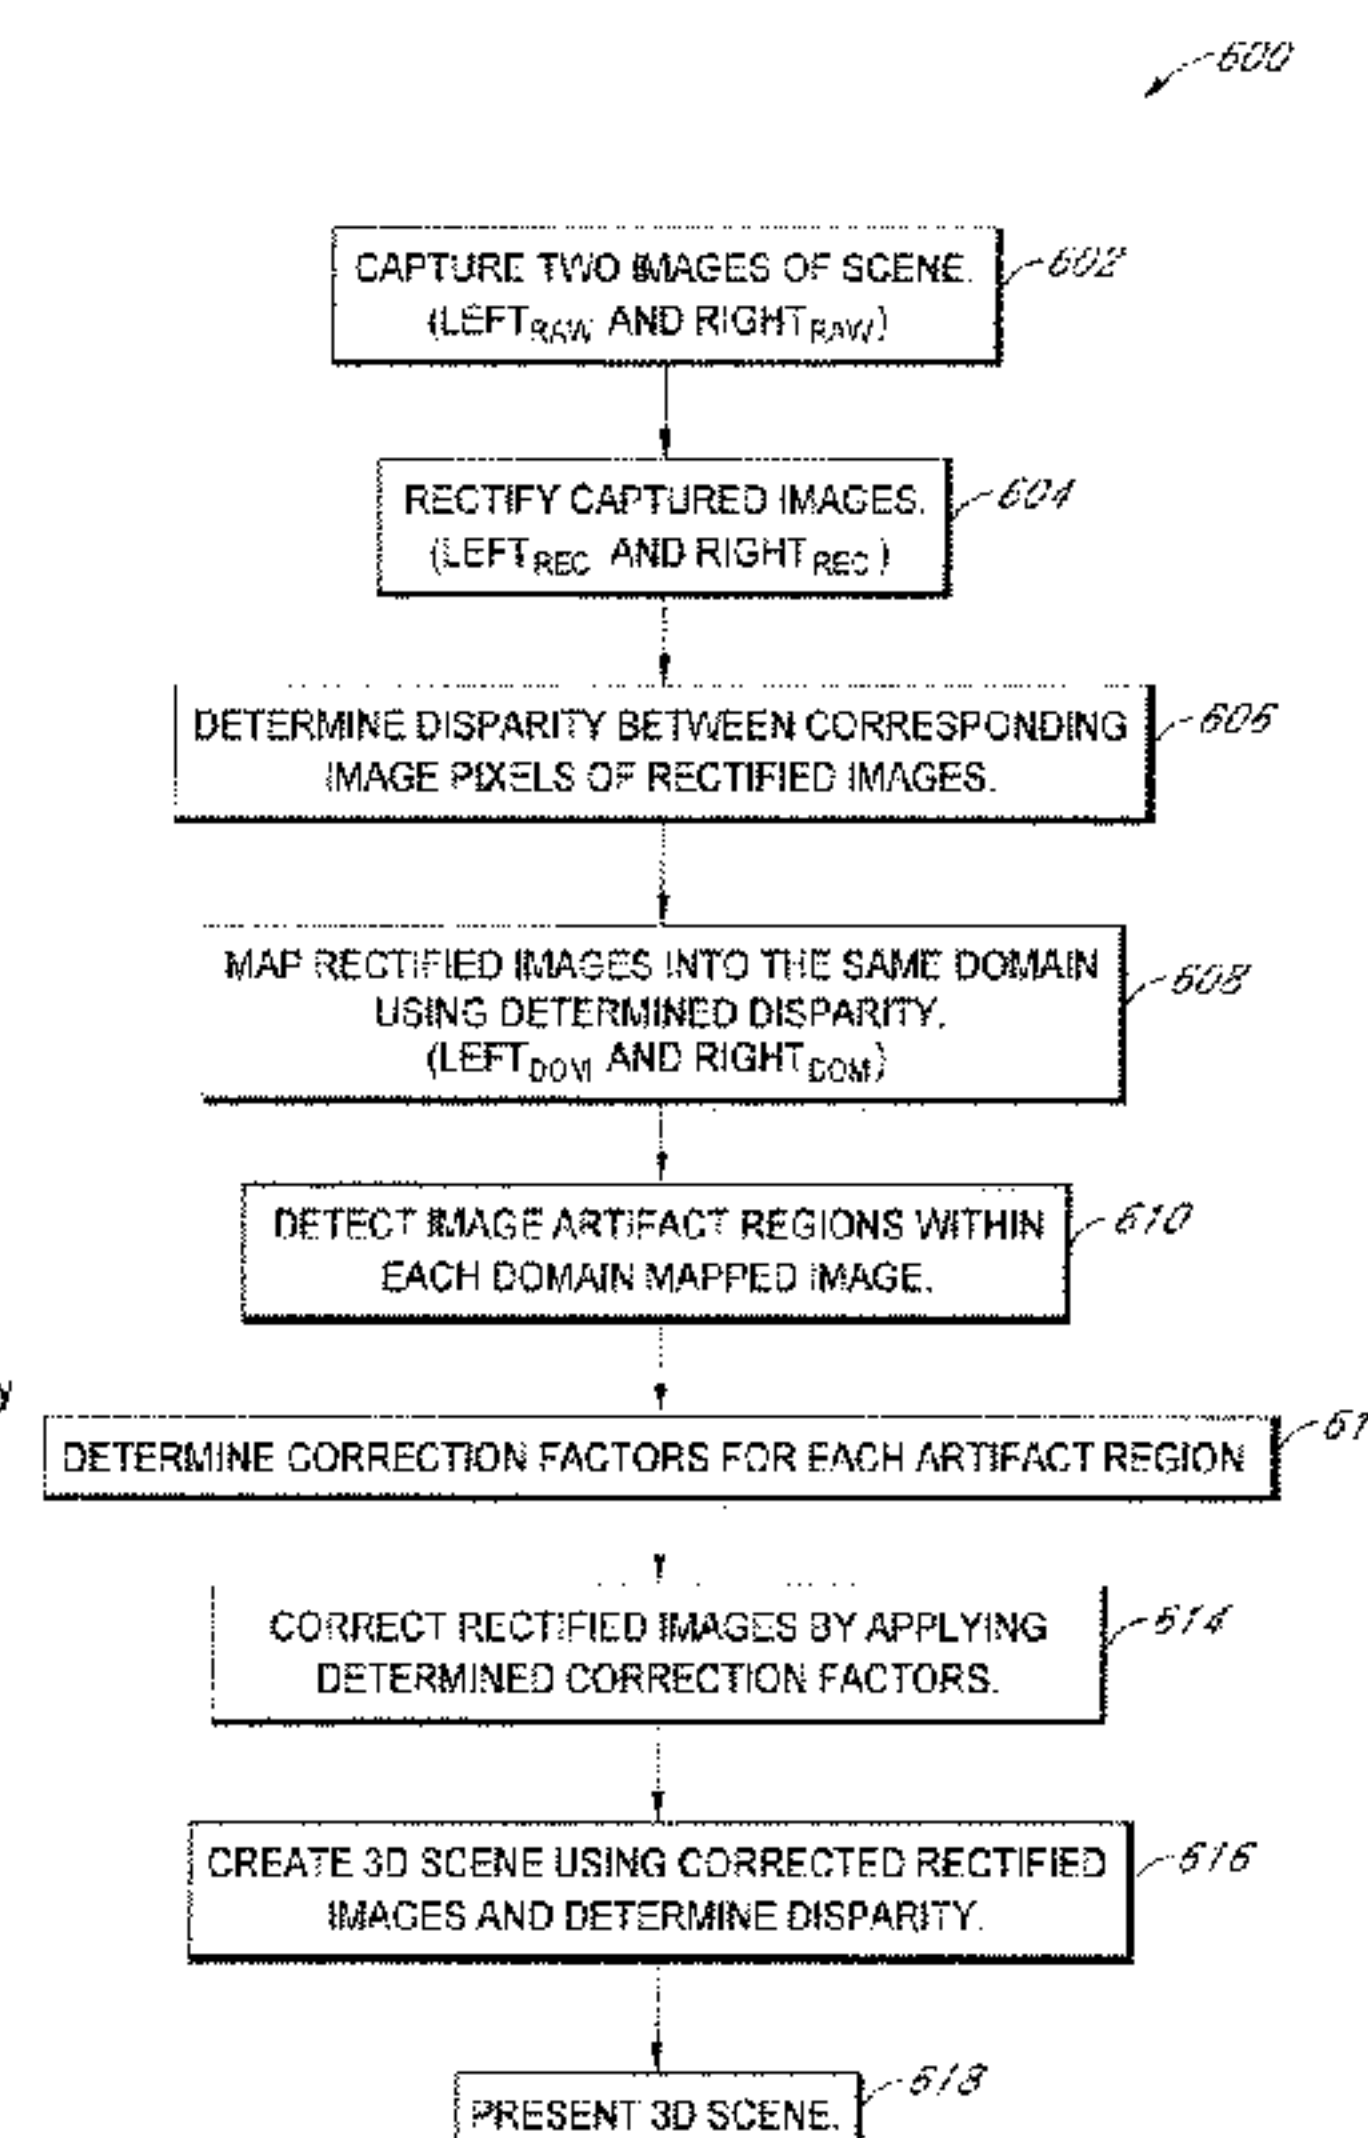 600
CAPTURE TWO IMAGES OF SCENE.
(LEFTRAW AND RIGHTRAW)
602
RECTIFY CAPTURED IMAGES.
(LEFTREC AND RIGHTREC)
604
DETERMINE DISPARITY BETWEEN CORRESPONDING
IMAGE PIXELS OF RECTIFIED IMAGES.
606
MAP RECTIFIED IMAGES INTO THE SAME DOMAIN
USING DETERMINED DISPARITY.
(LEFTDOM AND RIGHTDOM)
608
DETECT IMAGE ARTIFACT REGIONS WITHIN
EACH DOMAIN MAPPED IMAGE.
610
y
DETERMINE CORRECTION FACTORS FOR EACH ARTIFACT REGION
61
CORRECT RECTIFIED IMAGES BY APPLYING
DETERMINED CORRECTION FACTORS.
614
CREATE 3D SCENE USING CORRECTED RECTIFIED
IMAGES AND DETERMINE DISPARITY.
616
PRESENT 3D SCENE.
618